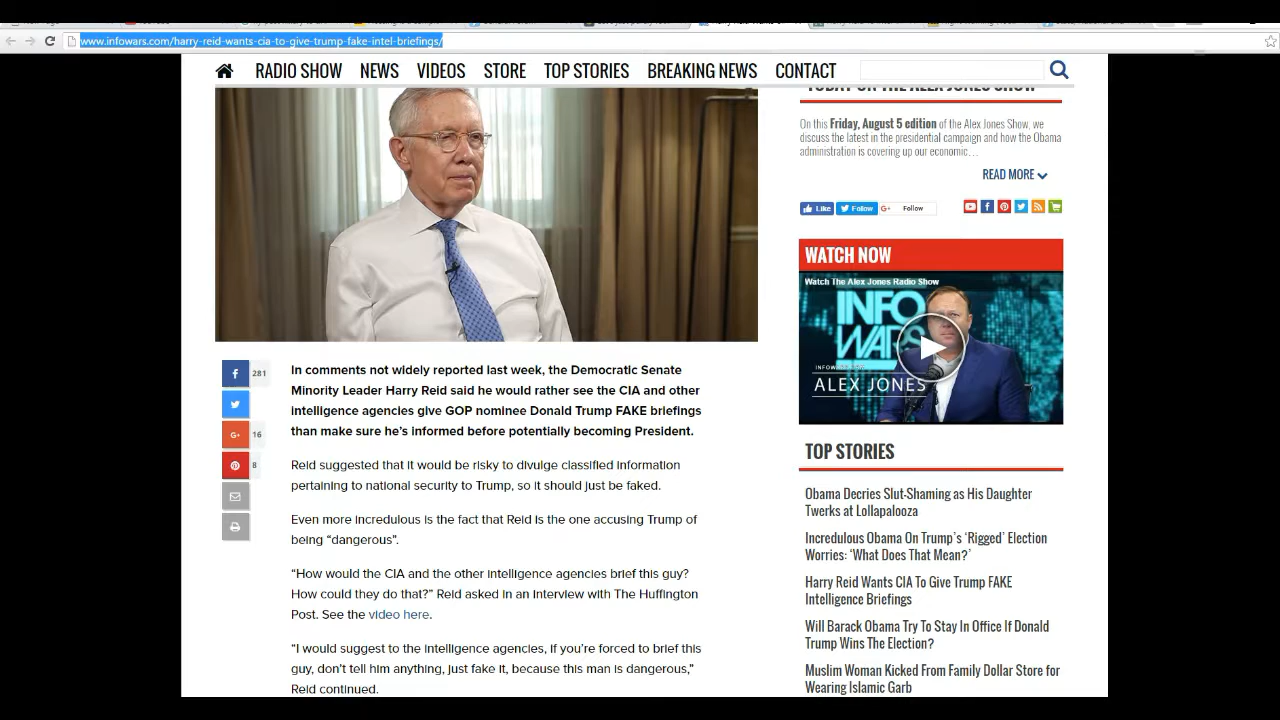 www.infowars.com/harry-reid-wants-cia-to-give-trump-fake-intel-briefings/
RADIO SHOW NEWS VIDEOS STORE TOP STORIES BREAKING NEWS CONTACT
281
16
8
In comments not widely reported last week, the Democratic Senate
Minority Leader Harry Reid said he would rather see the CIA and other
intelligence agencies give GOP nominee Donald Trump FAKE briefings
than make sure he's informed before potentially becoming President.
Reid suggested that it would be risky to divulge classified information
pertaining to national security to Trump, so it should just be faked.
Even more incredulous is the fact that Reid is the one accusing Trump of
being “dangerous”.
“How would the CIA and the other intelligence agencies brief this guy?
How could they do that?” Reid asked in an interview with The Huffington
Post. See the video here.
“I would suggest to the intelligence agencies, if you're forced to brief this
guy, don't tell him anything, just fake it, because this man is dangerous,”
Reid continued.
TODAY ON THE ALEX JONES SHOW
On this Friday, August 5 edition of the Alex Jones Show, we
discuss the latest in the presidential campaign and how the Obama
administration is covering up our economic...
READ MORE
Like Follow G+ Follow
WATCH NOW
Watch The Alex Jones Radio Show
INFO
WARS
INFOWARS
ALEX JONES
TOP STORIES
Obama Decries Slut-Shaming as His Daughter
Twerks at Lollapalooza
Incredulous Obama On Trump's ‘Rigged’ Election
Worries: ‘What Does That Mean?’
Harry Reid Wants CIA To Give Trump FAKE
Intelligence Briefings
Will Barack Obama Try To Stay In Office If Donald
Trump Wins The Election?
Muslim Woman Kicked From Family Dollar Store for
Wearing Islamic Garb